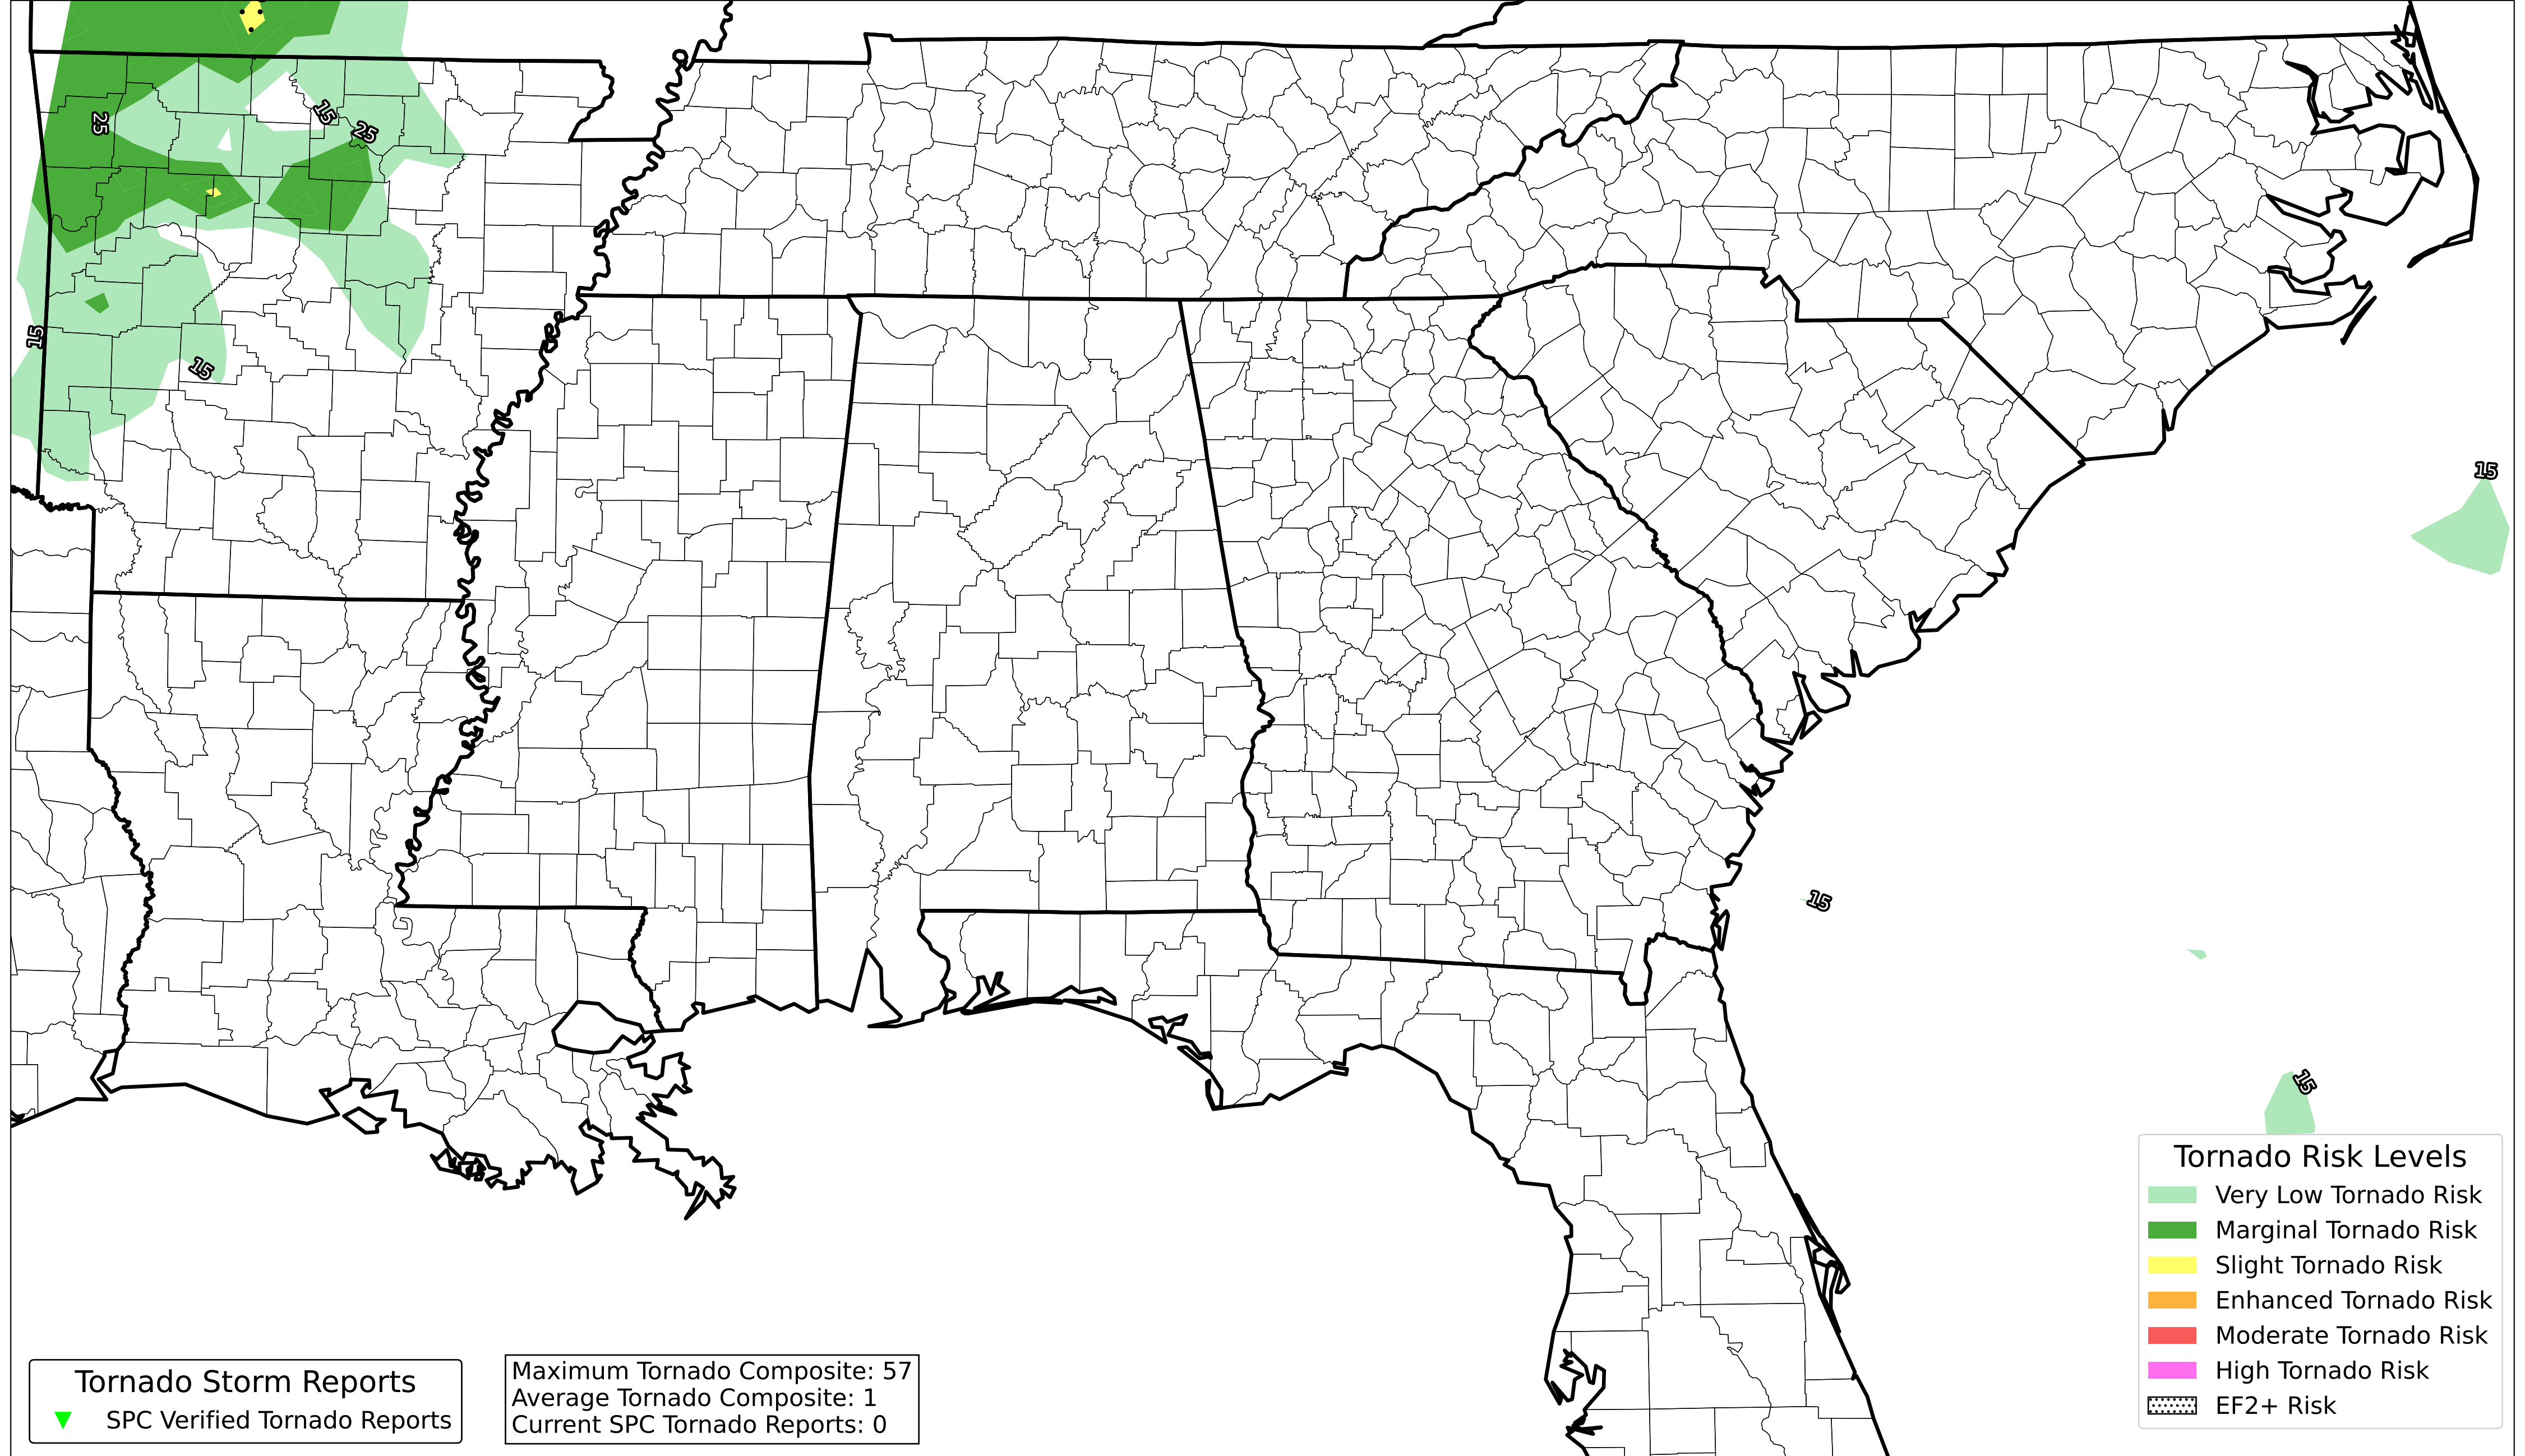 25
15
25
15
15
15
15
15
Tornado Risk Levels
Very Low Tornado Risk
Marginal Tornado Risk
Slight Tornado Risk
Enhanced Tornado Risk
Moderate Tornado Risk
High Tornado Risk
EF2+ Risk
Tornado Storm Reports
SPC Verified Tornado Reports
Maximum Tornado Composite: 57
Average Tornado Composite: 1
Current SPC Tornado Reports: 0